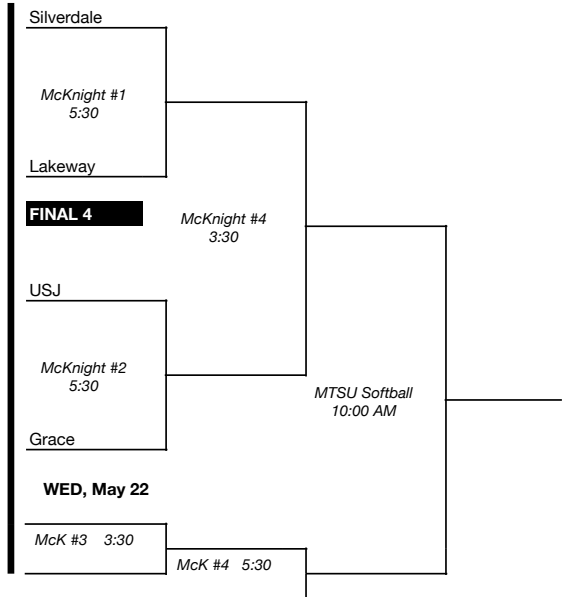 Silverdale
McKnight #1
5:30
Lakeway
FINAL 4
McKnight #4
3:30
USJ
McKnight #2
5:30
MTSU Softball
10:00 AM
Grace
WED, May 22
McK #3 3:30
McK #4 5:30